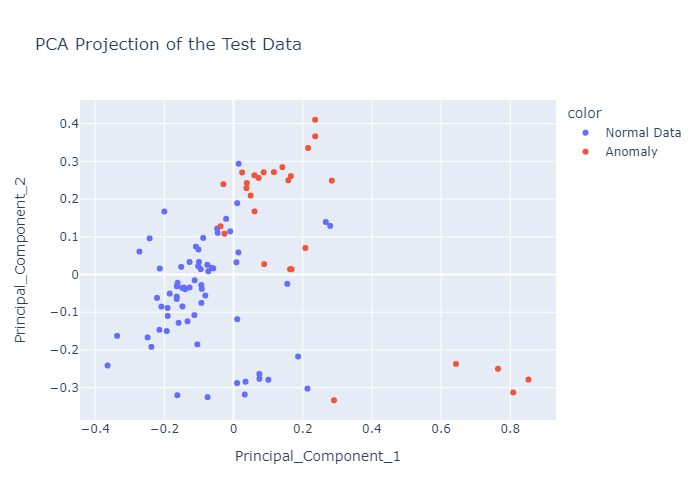 PCA Projection of the Test Data
color
Normal Data
Anomaly
0.4
0.3
0.2
0.1
0
−0.1
−0.2
−0.3
Principal_Component_2
−0.4
−0.2
0
0.2
0.4
0.6
0.8
Principal_Component_1